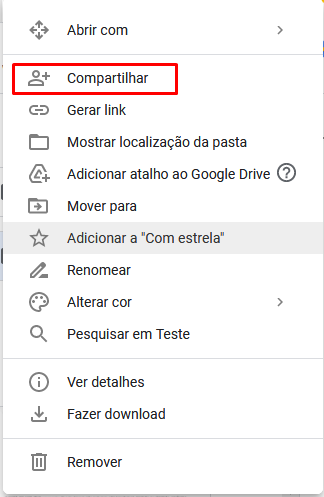 Abrir com
Compartilhar
Gerar link
Mostrar localização da pasta
Adicionar atalho ao Google Drive ?
Mover para
Adicionar a "Com estrela"
Renomear
Alterar cor
Pesquisar em Teste
Ver detalhes
Fazer download
Remover